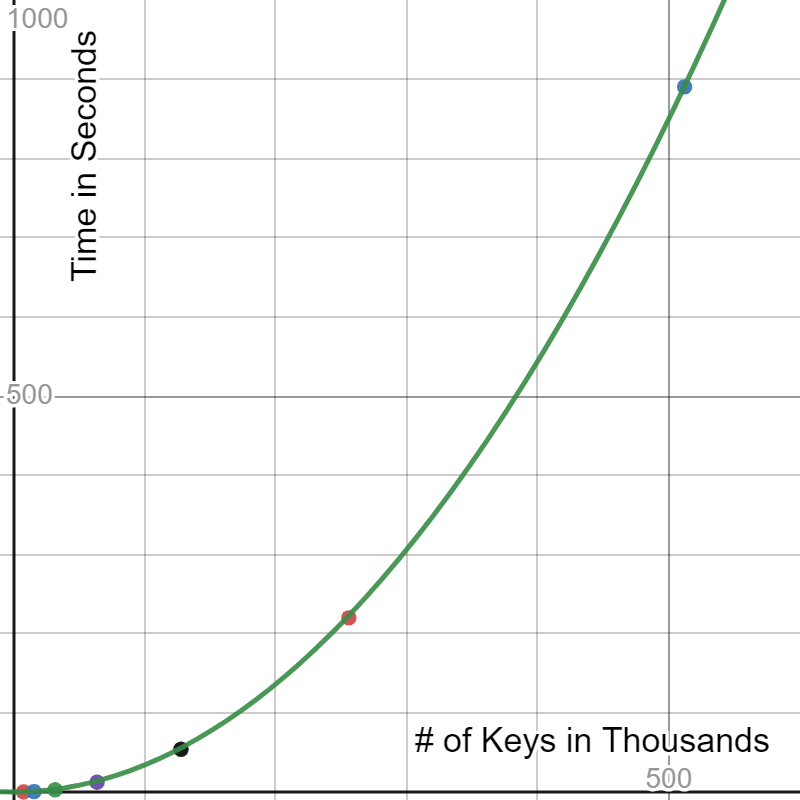 1000
Time in Seconds
500
# of Keys in Thousands
500